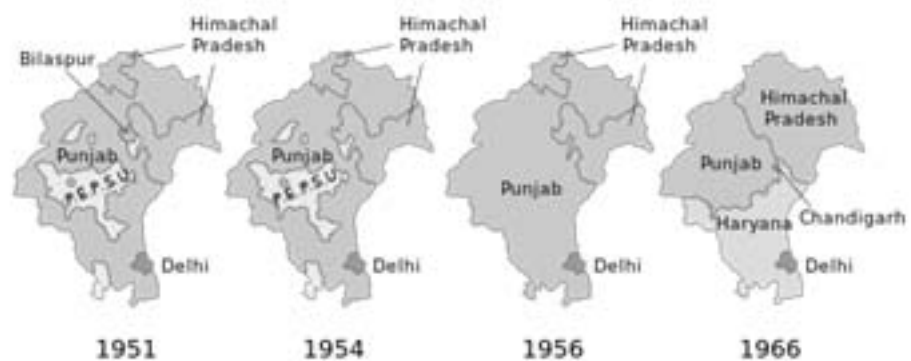 Himachal
Pradesh
Bilaspur
Punjab
PEPSU
Delhi
1951
Himachal
Pradesh
Punjab
PEPSU
Delhi
1954
Himachal
Pradesh
Punjab
Delhi
1956
Himachal
Pradesh
Punjab
Chandigarh
Haryana
Delhi
1966